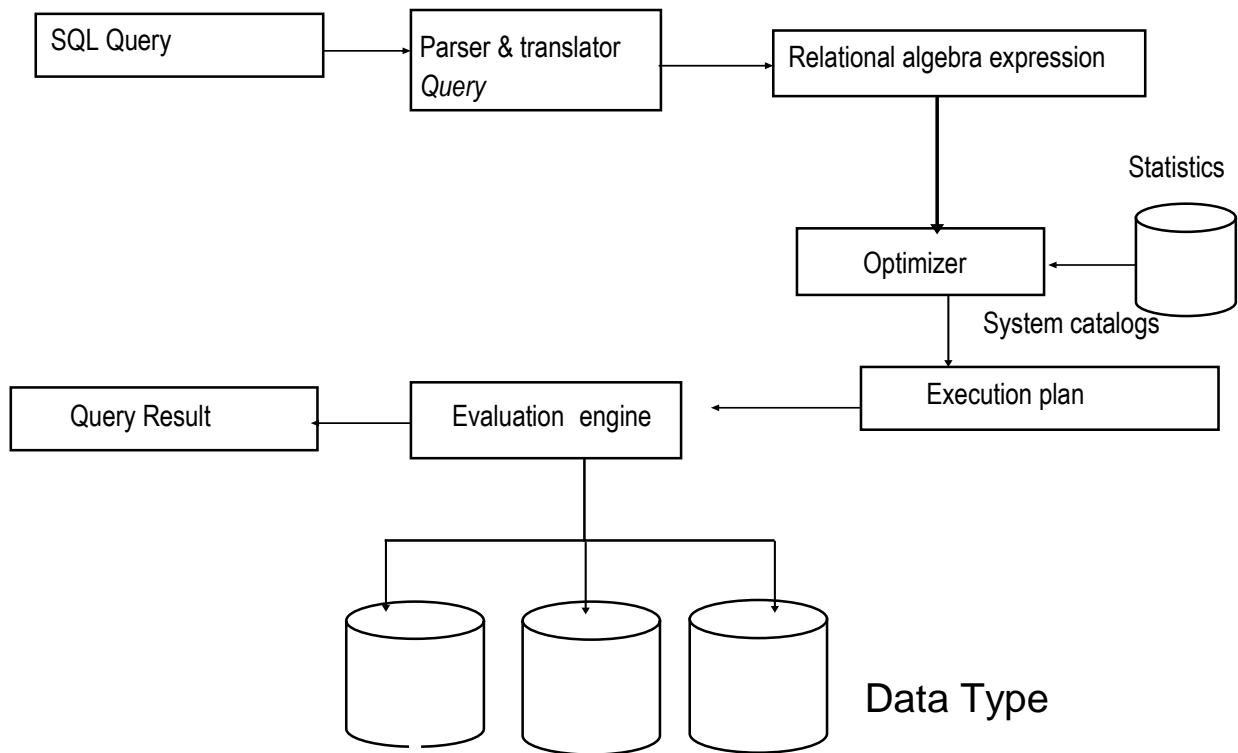 SQL Query
Parser & translator
Query
Relational algebra expression
Statistics
Optimizer
System catalogs
Execution plan
Evaluation engine
Query Result
Data Type